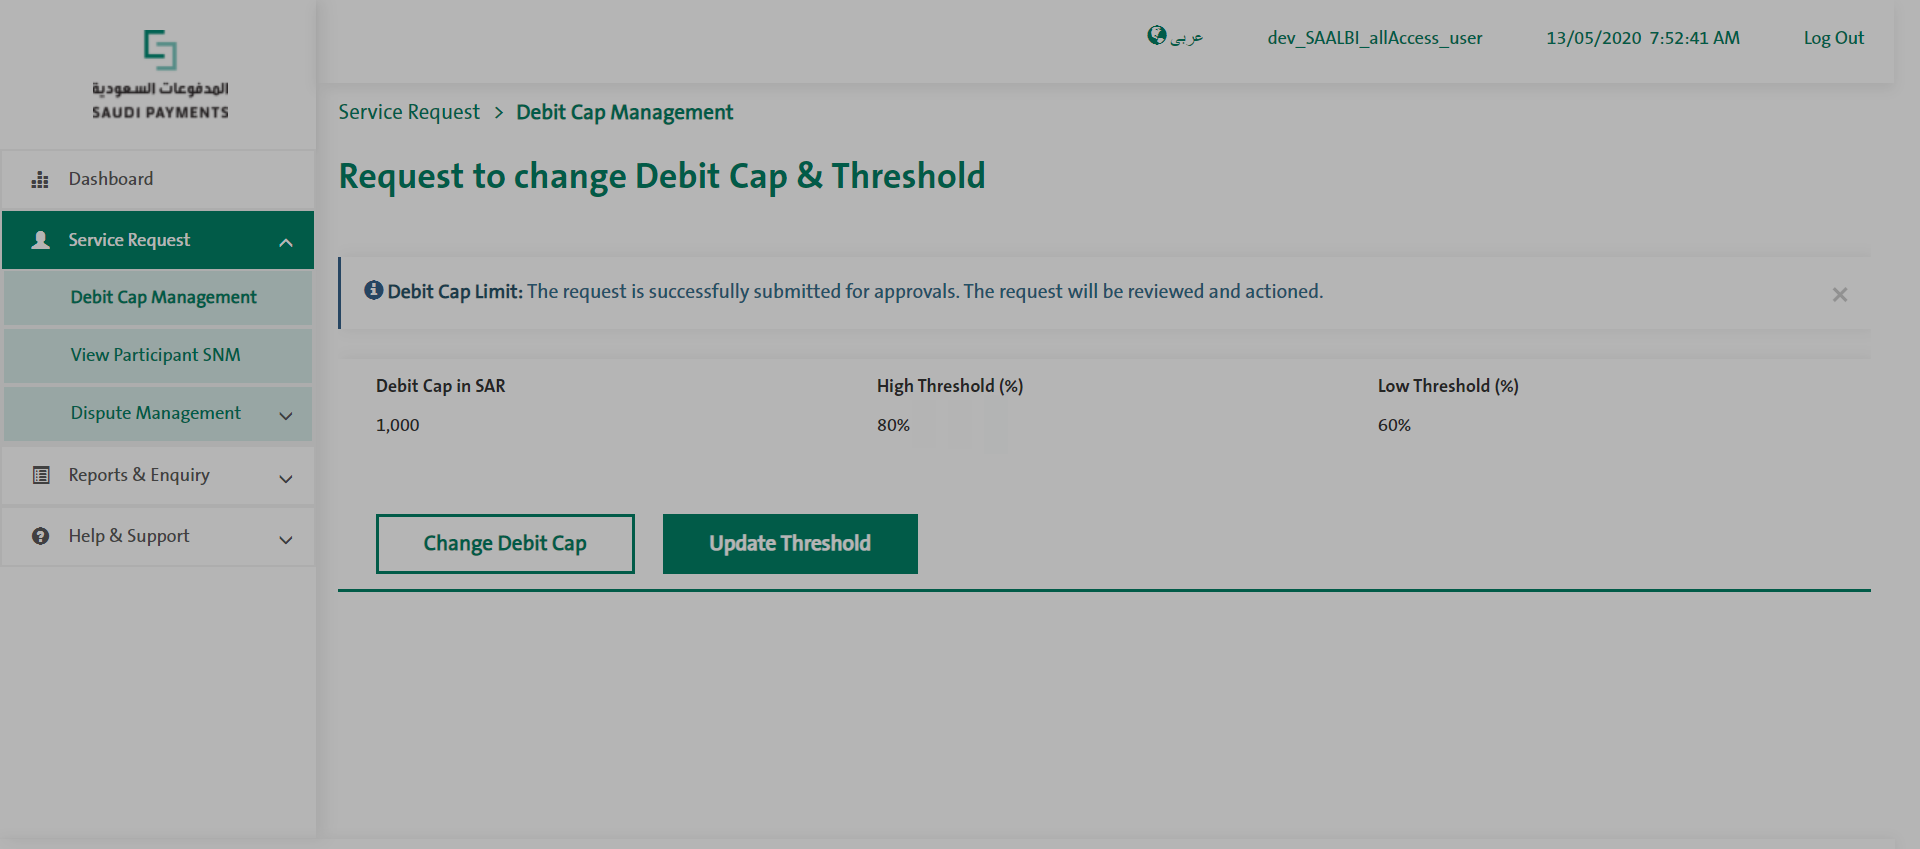 المدفوعات السعودية
SAUDI PAYMENTS
عربي
dev_SAALBI_allAccess_user
13/05/2020 7:52:41 AM
Log Out
Dashboard
Service Request
Debit Cap Management
View Participant SNM
Dispute Management
Reports & Enquiry
Help & Support
Service Request > Debit Cap Management
Request to change Debit Cap & Threshold
Debit Cap Limit: The request is successfully submitted for approvals. The request will be reviewed and actioned.
Debit Cap in SAR
1,000
High Threshold (%)
80%
Low Threshold (%)
60%
Change Debit Cap
Update Threshold